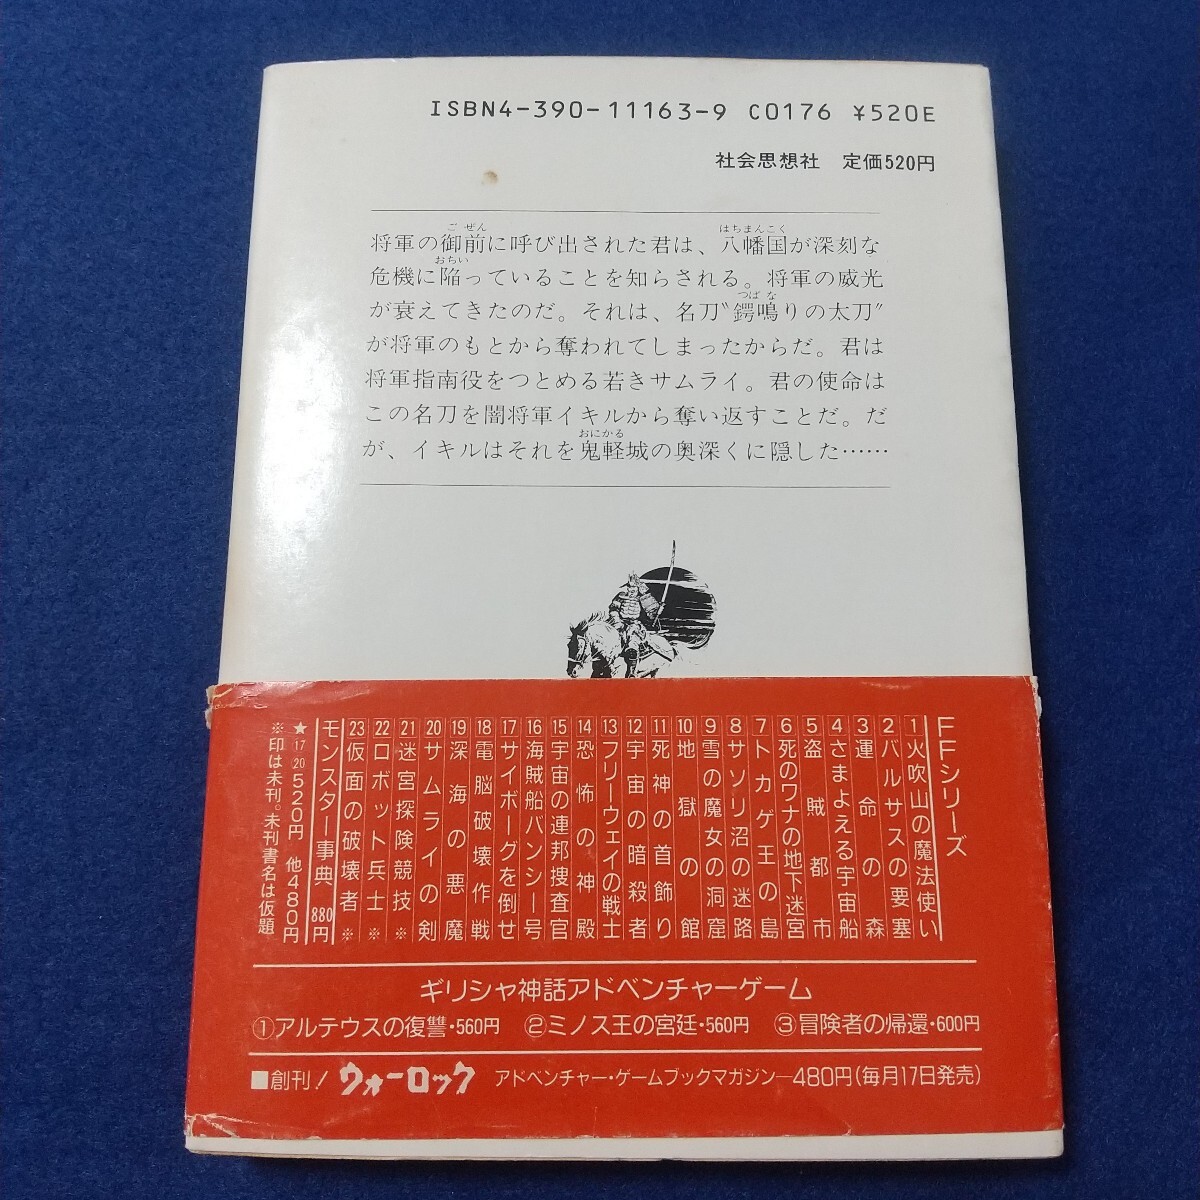 ISBN4-390-11163-9 C0176 ¥520E
社会思想社 定価520円
将軍の御前に呼び出された君は、八幡国が深刻な
危機に陥っていることを知らされる。将軍の威光
が衰えてきたのだ。それは、名刀〝鍔鳴りの太刀〟
が将軍のもとから奪われてしまったからだ。君は
将軍指南役をつとめる若きサムライ。君の使命は
この名刀を闇将軍イキルから奪い返すことだ。だ
が、イキルはそれを鬼軽城の奥深くに隠した……
ごぜん
はちまんこく
おちい
つばな
おにかる
FFシリーズ
1火吹山の魔法使い
2バルサスの要塞
3運命の森
4さまよえる宇宙船
5盗賊都市
6死のワナの地下迷宮
7トカゲ王の島
8サソリ沼の迷路
9雪の魔女の洞窟
10地獄の館
11死神の首飾り
12宇宙の暗殺者
13フリーウェイの戦士
14恐怖の神殿
15宇宙の連邦捜査官
16海賊船バンシー号
17サイボーグを倒せ
18電脳破壊作戦
19深海の悪魔
20サムライの剣
21迷宮探険競技※
22ロボット兵士※
23仮面の破壊者※
モンスター事典 880円
★17 20 520円 他480円
※印は未刊。未刊書名は仮題
ギリシャ神話アドベンチャーゲーム
①アルテウスの復讐・560円 ②ミノス王の宮廷・560円 ③冒険者の帰還・600円
■創刊! ウォーロック アドベンチャー・ゲームブックマガジン—480円(毎月17日発売)